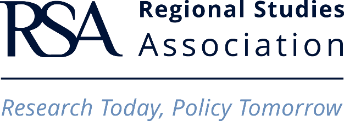 RSA Regional Studies
Association
Research Today, Policy Tomorrow